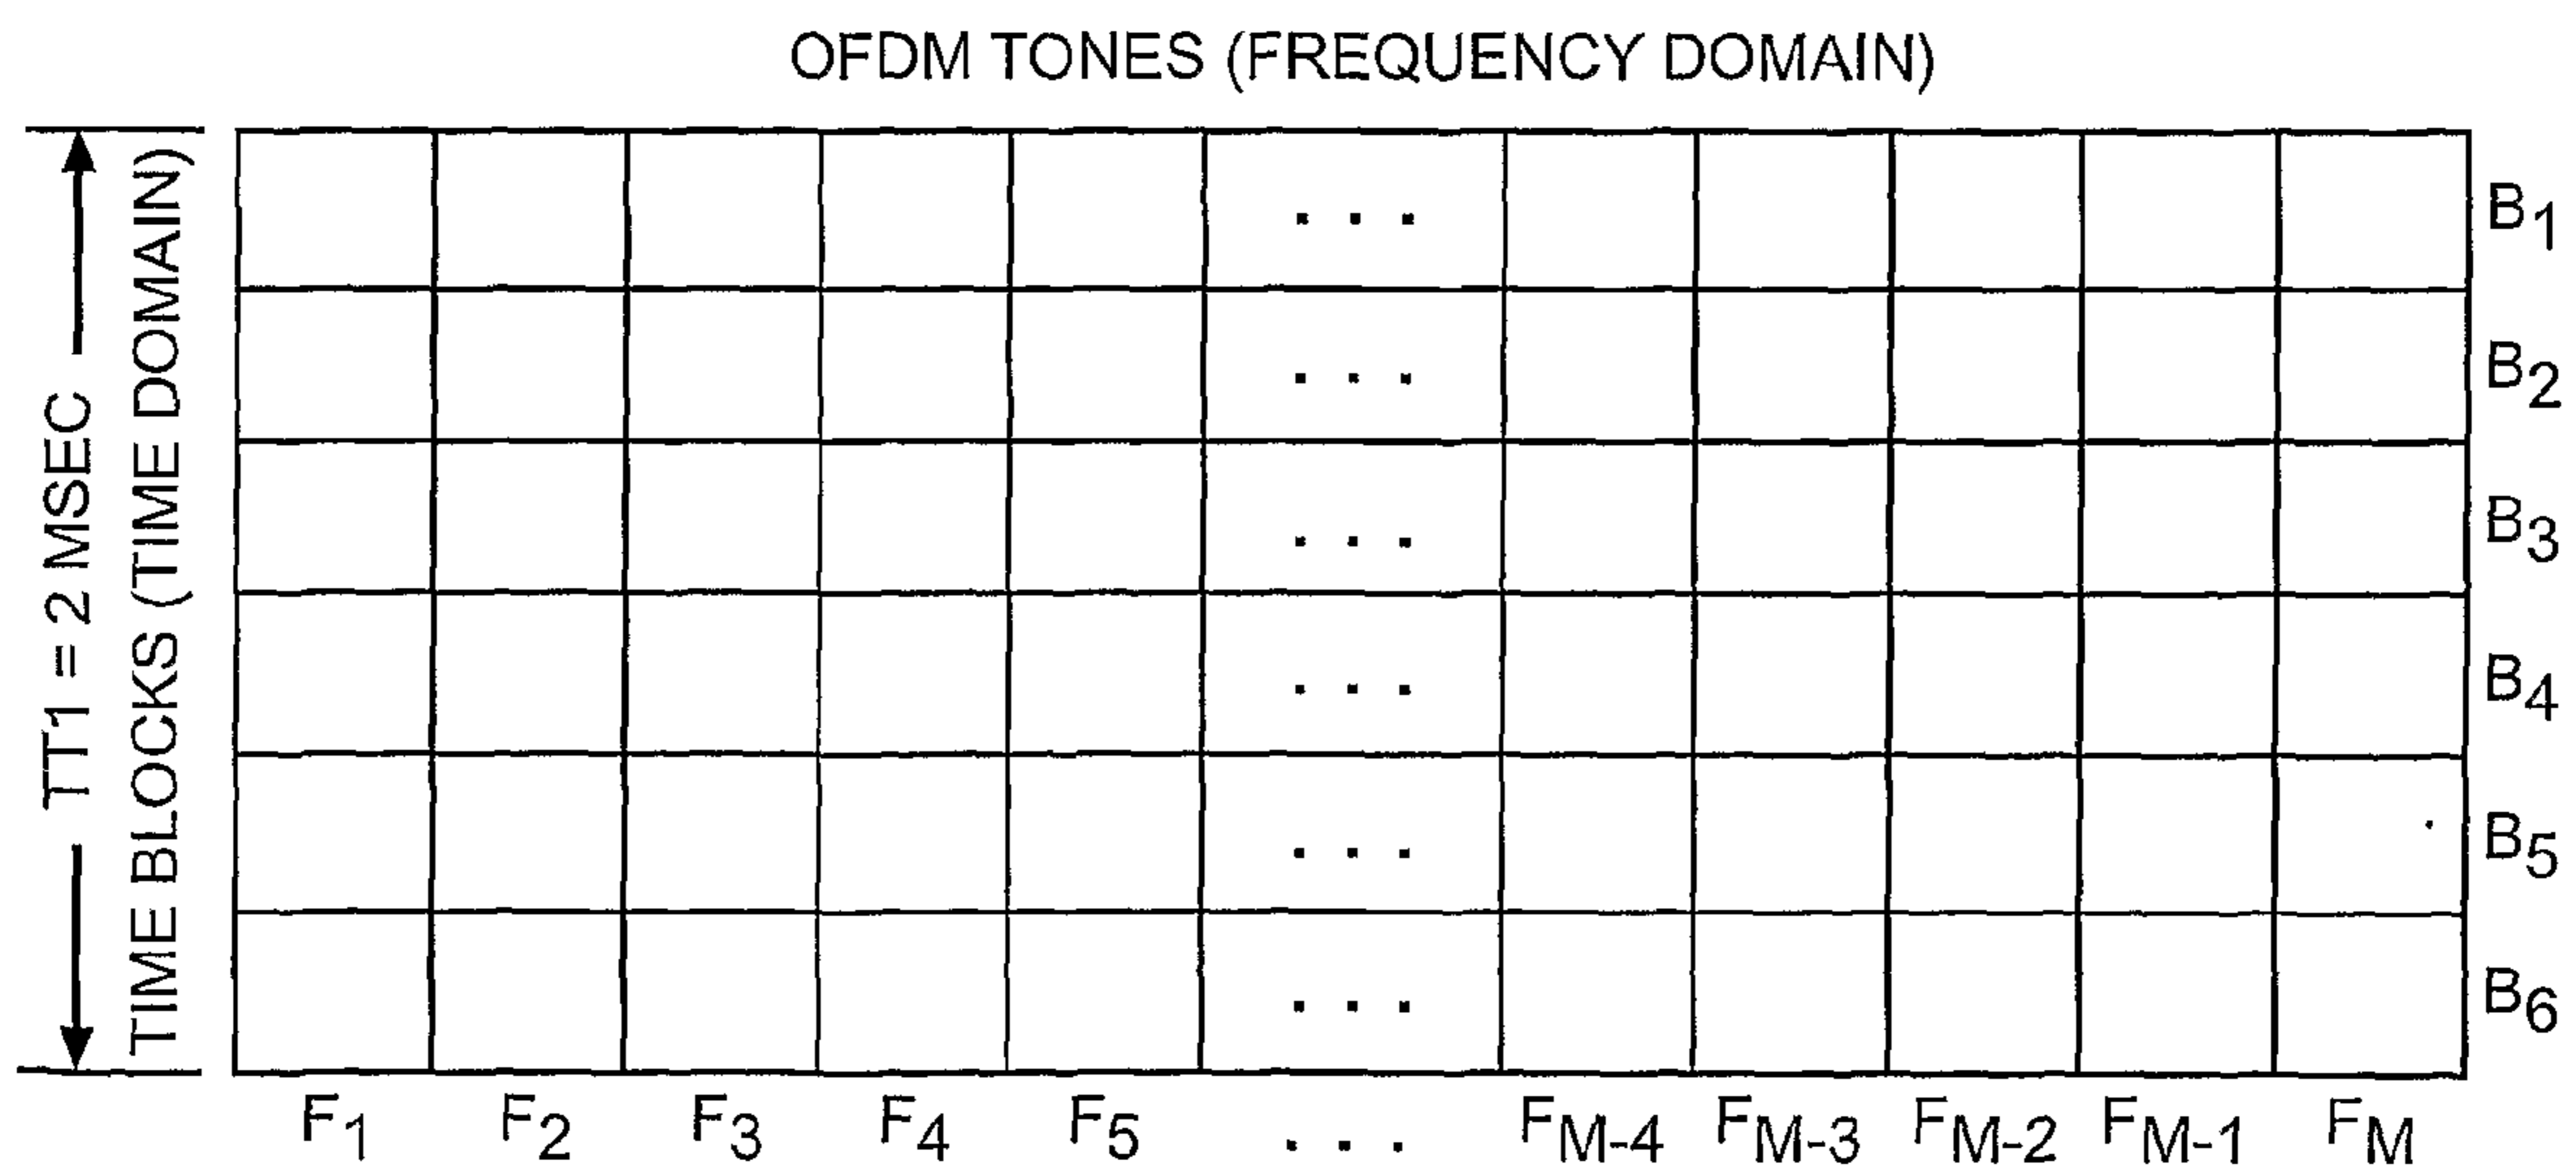 OFDM TONES (FREQUENCY DOMAIN)
TT1 = 2 MSEC
TIME BLOCKS (TIME DOMAIN)
. . . B1
. . . B2
. . . B3
. . . B4
. . . B5
. . . B6
F1 F2 F3 F4 F5 . . . FM-4 FM-3 FM-2 FM-1 FM